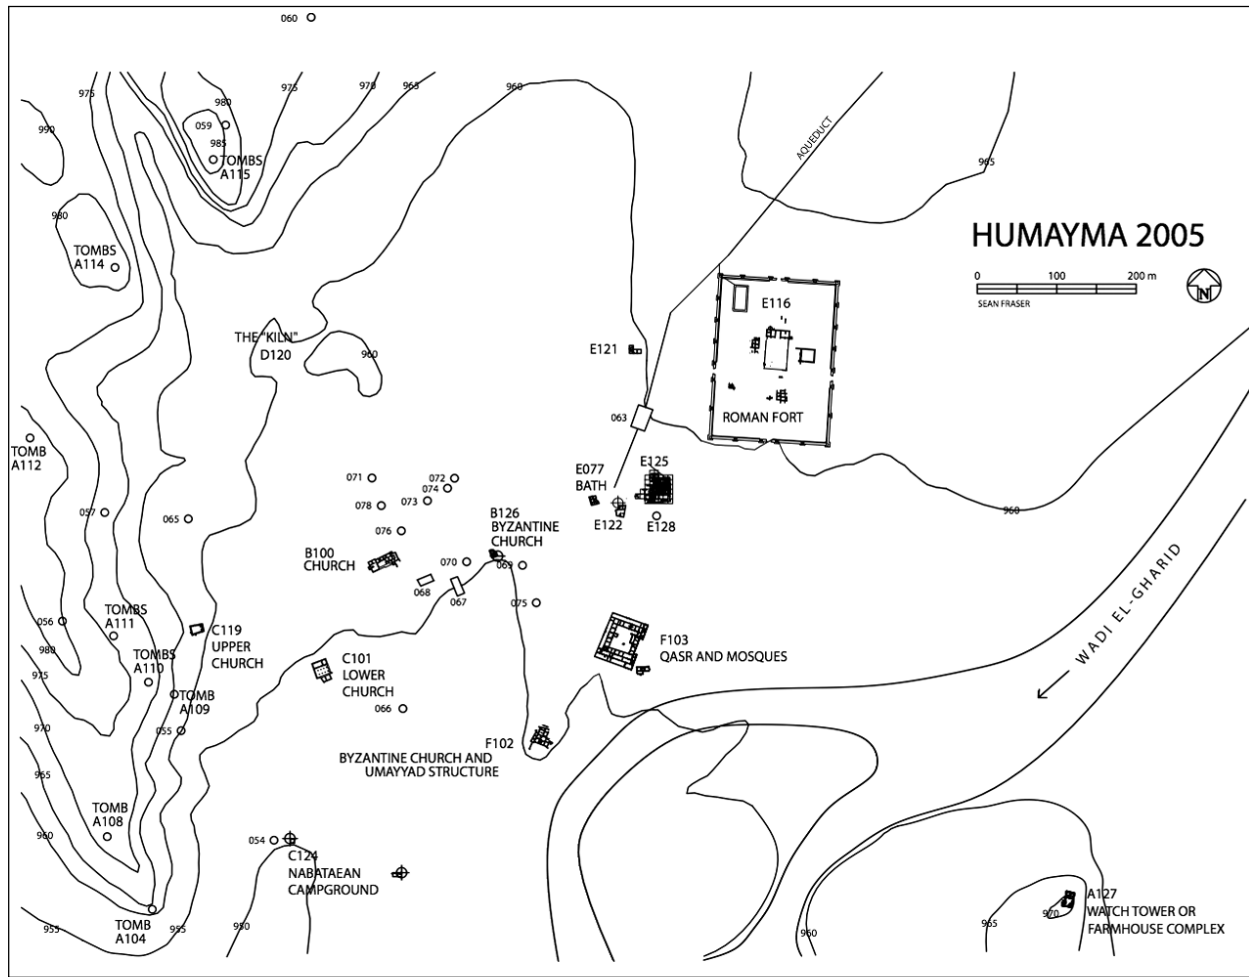 060
975
980
975
970
965
960
990
059
985
TOMBS
A115
AQUEDUCT
965
980
TOMBS
A114
HUMAYMA 2005
0 100 200 m
SEAN FRASER
N
E116
THE "KILN"
D120
960
E121
063
ROMAN FORT
TOMB
A112
071
072
074
073
078
076
E077
BATH
E125
E122
E128
057
065
B126
BYZANTINE
CHURCH
960
B100
CHURCH
070
069
068
067
075
056
TOMBS
A111
980
975
C119
UPPER
CHURCH
TOMBS
A110
TOMB
A109
055
C101
LOWER
CHURCH
066
F103
QASR AND MOSQUES
WADI EL-GHARID
970
F102
BYZANTINE CHURCH AND
UMAYYAD STRUCTURE
965
TOMB
A108
960
054
C124
NABATAEAN
CAMPGROUND
TOMB
A104
955
955
950
960
965
970
A127
WATCH TOWER OR
FARMHOUSE COMPLEX